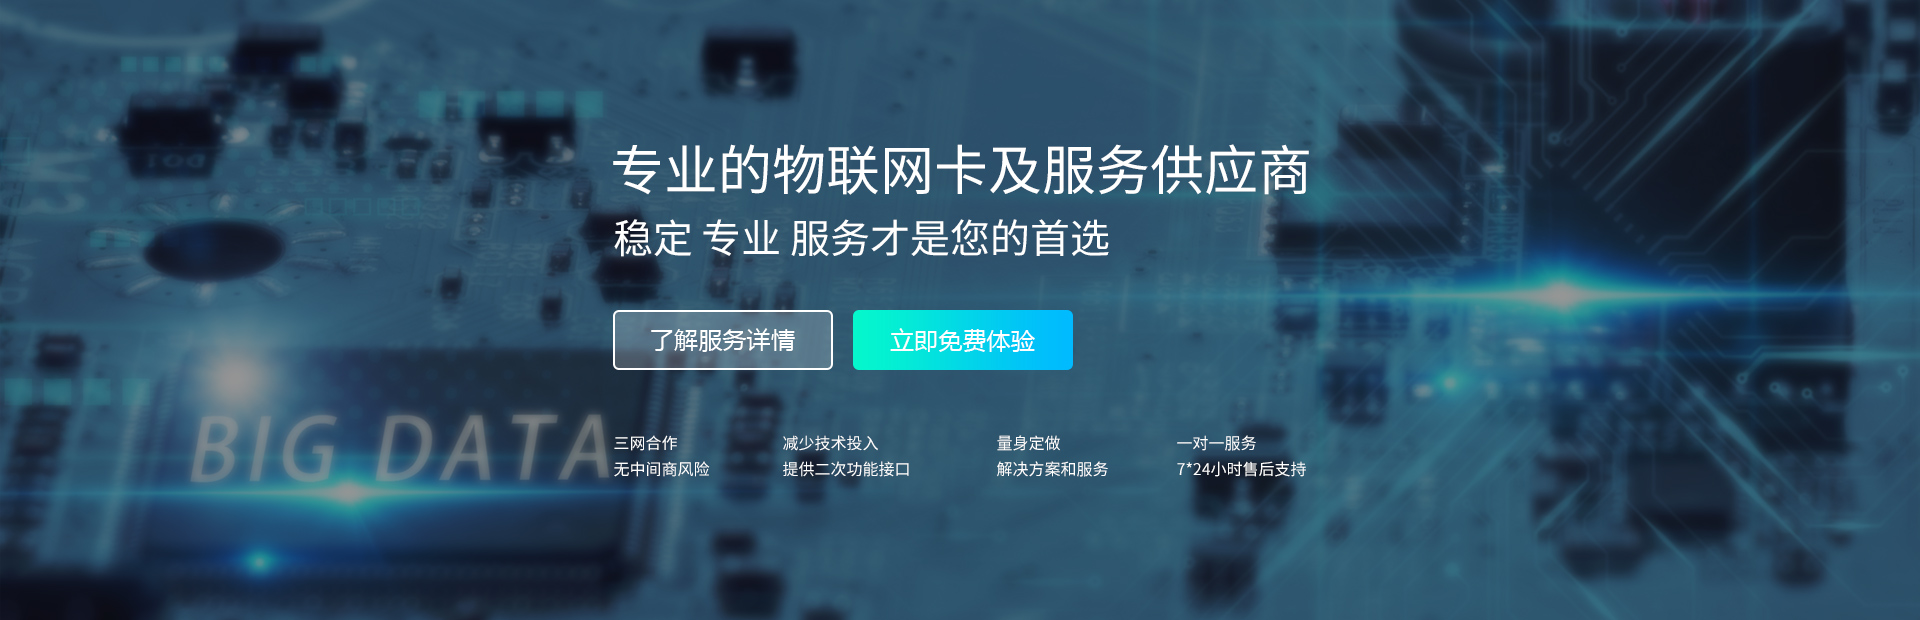 专业的物联网卡及服务供应商
稳定 专业 服务才是您的首选
了解服务详情
立即免费体验
三网合作
无中间商风险
减少技术投入
提供二次功能接口
量身定做
解决方案和服务
一对一服务
7*24小时售后支持
BIG DATA